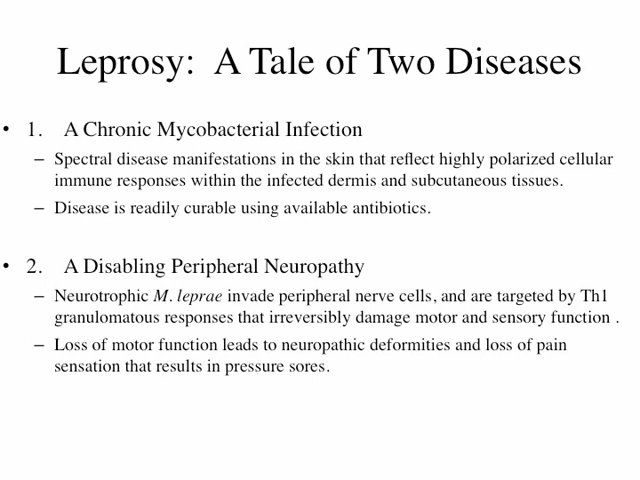 Leprosy:  A Tale of Two Diseases
• 1.   A Chronic Mycobacterial Infection
– Spectral disease manifestations in the skin that reflect highly polarized cellular
immune responses within the infected dermis and subcutaneous tissues.
– Disease is readily curable using available antibiotics.
• 2.   A Disabling Peripheral Neuropathy
– Neurotrophic M. leprae invade peripheral nerve cells, and are targeted by Th1
granulomatous responses that irreversibly damage motor and sensory function .
– Loss of motor function leads to neuropathic deformities and loss of pain
sensation that results in pressure sores.